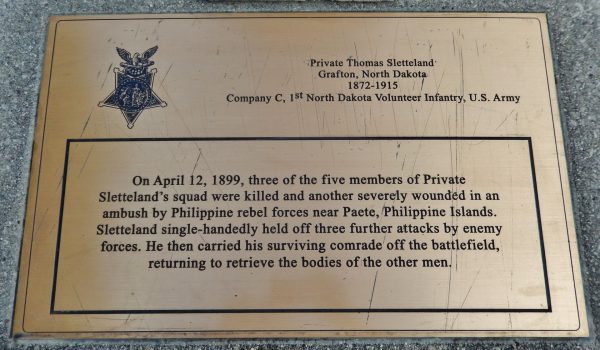 Private Thomas Sletteland
Grafton, North Dakota
1872-1915
Company C, 1st North Dakota Volunteer Infantry, U.S. Army
On April 12, 1899, three of the five members of Private
Sletteland's squad were killed and another severely wounded in an
ambush by Philippine rebel forces near Paete, Philippine Islands.
Sletteland single-handedly held off three further attacks by enemy
forces. He then carried his surviving comrade off the battlefield,
returning to retrieve the bodies of the other men.